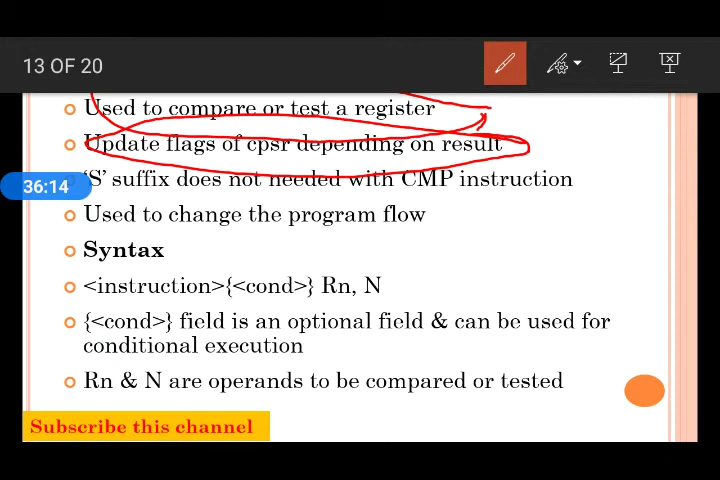 13 OF 20
Used to compare or test a register
Update flags of cpsr depending on result
36:14
'S' suffix does not needed with CMP instruction
Used to change the program flow
Syntax
<instruction>{<cond>} Rn, N
{<cond>} field is an optional field & can be used for
conditional execution
Rn & N are operands to be compared or tested
Subscribe this channel